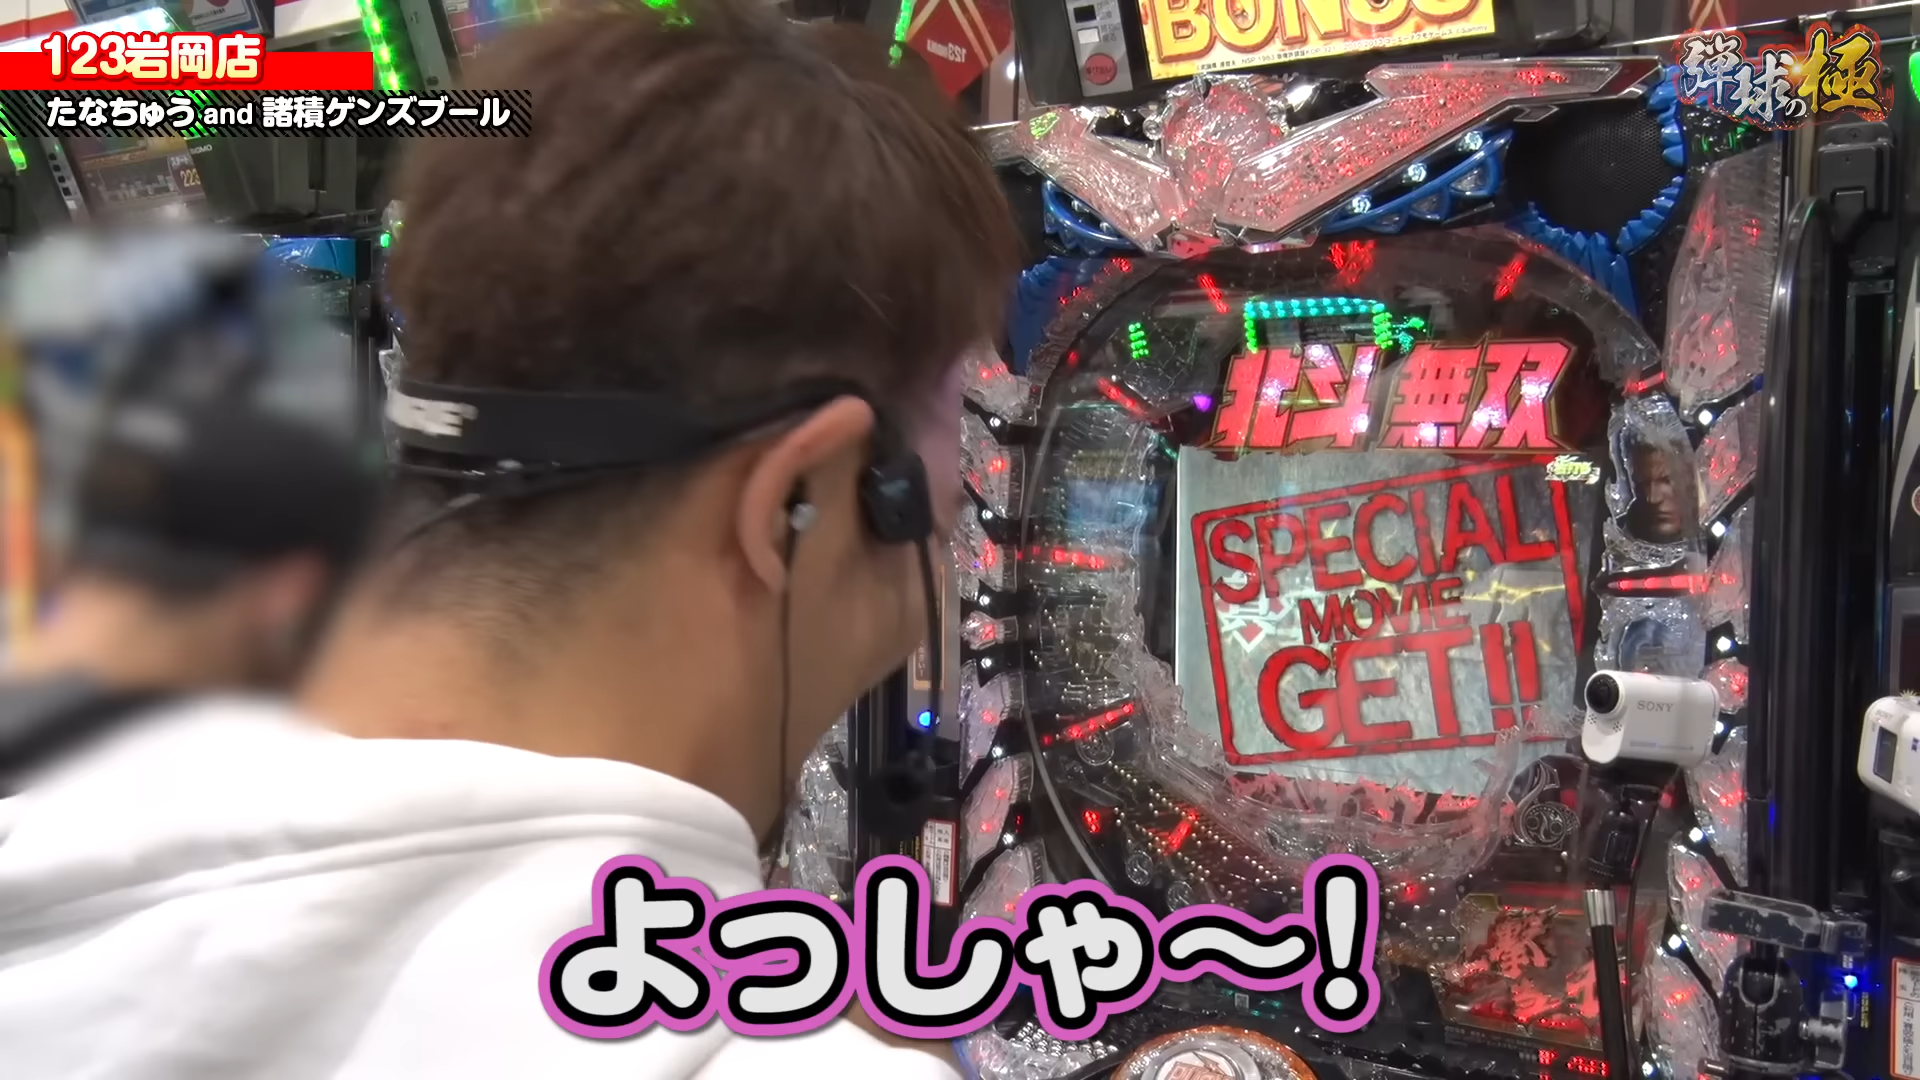 123岩岡店
たなちゅう and 諸積ゲンズブール
弾球の極
BONUS
北斗無双
SPECIAL
MOVIE
GET!!
SONY
よっしゃ～!